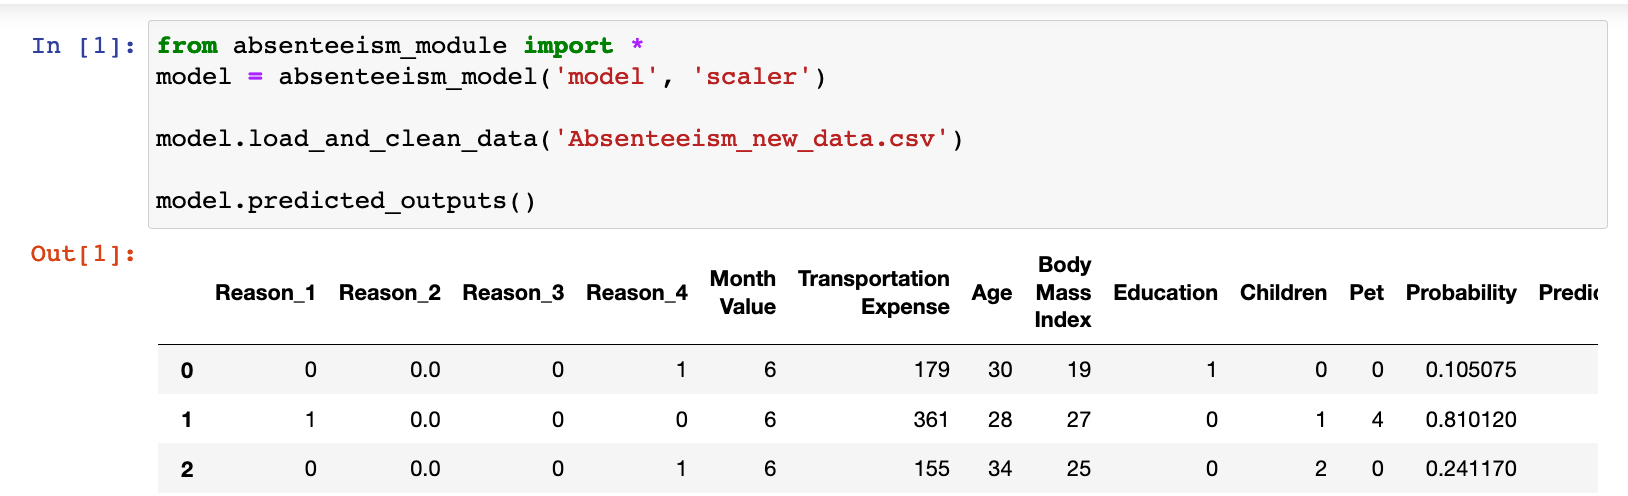 In [1]: from absenteeism_module import *
model = absenteeism_model('model', 'scaler')
model.load_and_clean_data('Absenteeism_new_data.csv')
model.predicted_outputs()
Out[1]:
Reason_1 Reason_2 Reason_3 Reason_4 Month Value Transportation Expense Age Body Mass Index Education Children Pet Probability
0 0 0.0 0 1 6 179 30 19 1 0 0 0.105075
1 1 0.0 0 0 6 361 28 27 0 1 4 0.810120
2 0 0.0 0 1 6 155 34 25 0 2 0 0.241170